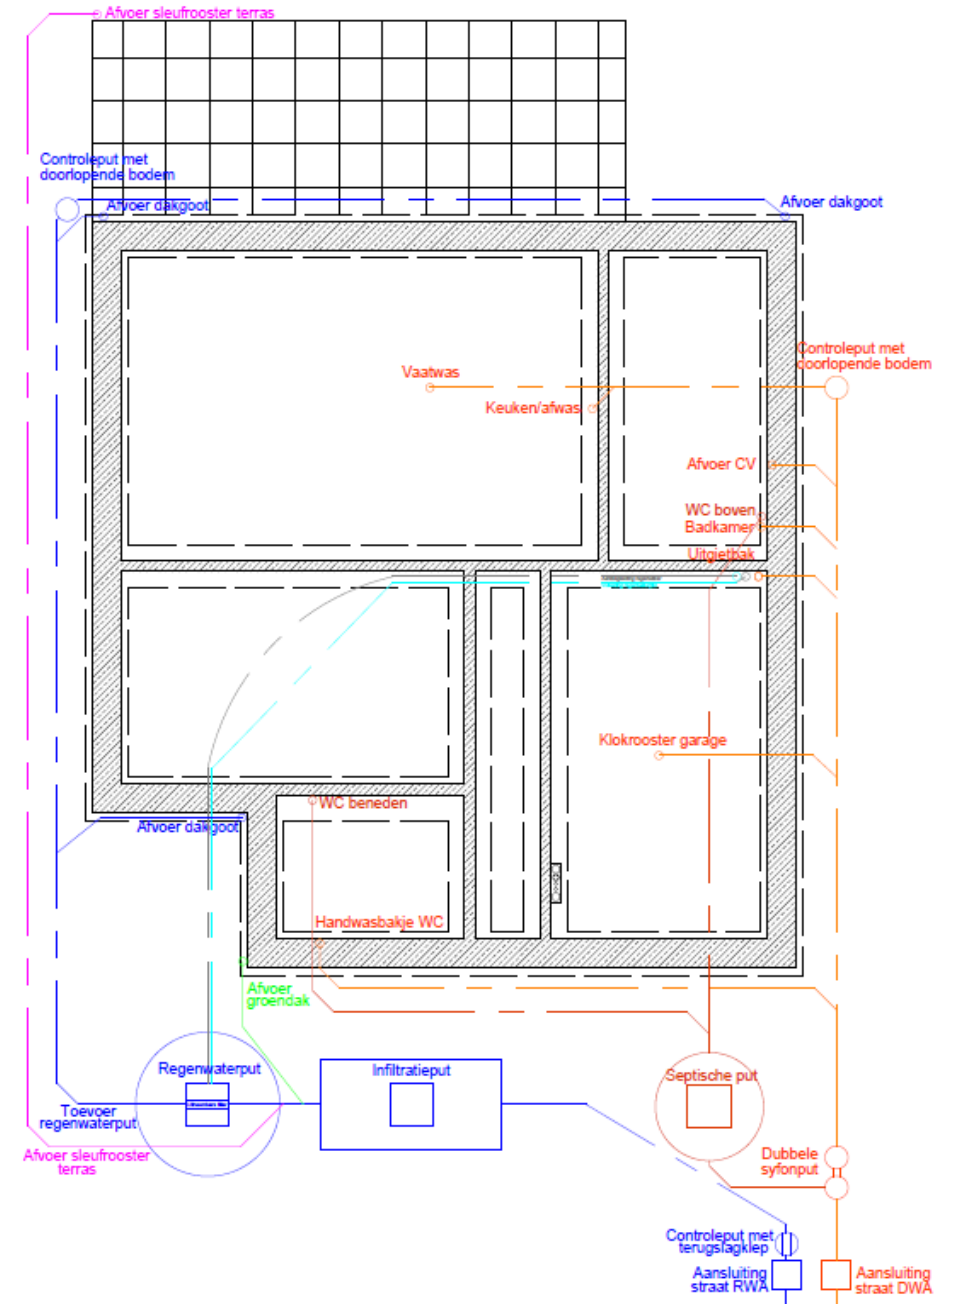 Afvoer sleufrooster terras
Controleput met
doorlopende bodem
Afvoer dakgoot
Afvoer dakgoot
Controleput met
doorlopende bodem
Vaatwas
Keuken/afwas
Afvoer CV
WC boven
Badkamer
Uitgietbak
Klokrooster garage
WC beneden
Afvoer dakgoot
Handwasbakje WC
Afvoer
groendak
Regenwaterput
Infiltratieput
Septische put
Toevoer
regenwaterput
Afvoer sleufrooster
terras
Dubbele
syfonput
Controleput met
terugslagklep
Aansluiting
straat RWA
Aansluiting
straat DWA